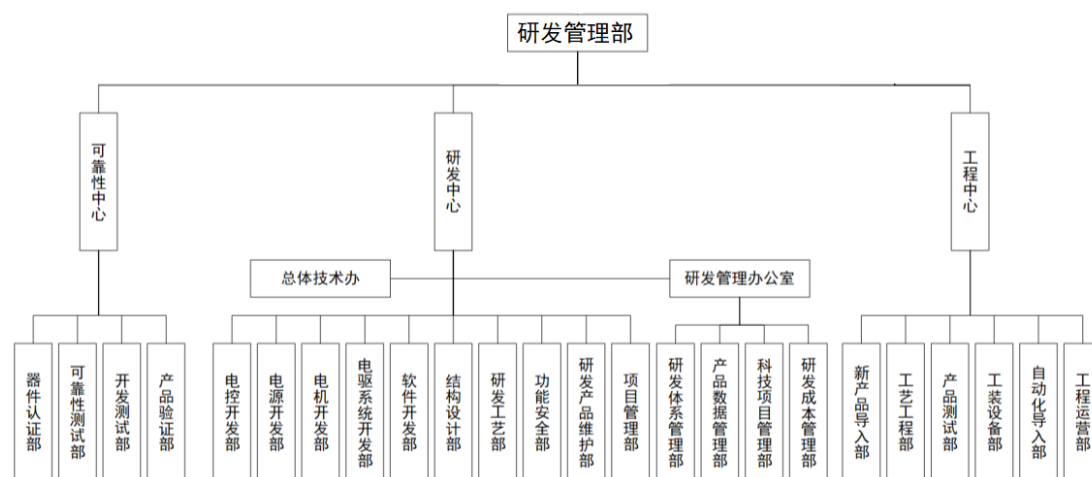 研发管理部
可靠性中心
研发中心
工程中心
总体技术办
研发管理办公室
器件认证部
可靠性测试部
开发测试部
产品验证部
电控开发部
电源开发部
电机开发部
电驱系统开发部
软件开发部
结构设计部
研发工艺部
功能安全部
研发产品维护部
项目管理部
研发体系管理部
产品数据管理部
科技项目管理部
研发成本管理部
新产品导入部
工艺工程部
产品测试部
工装设备部
自动化导入部
工程运营部